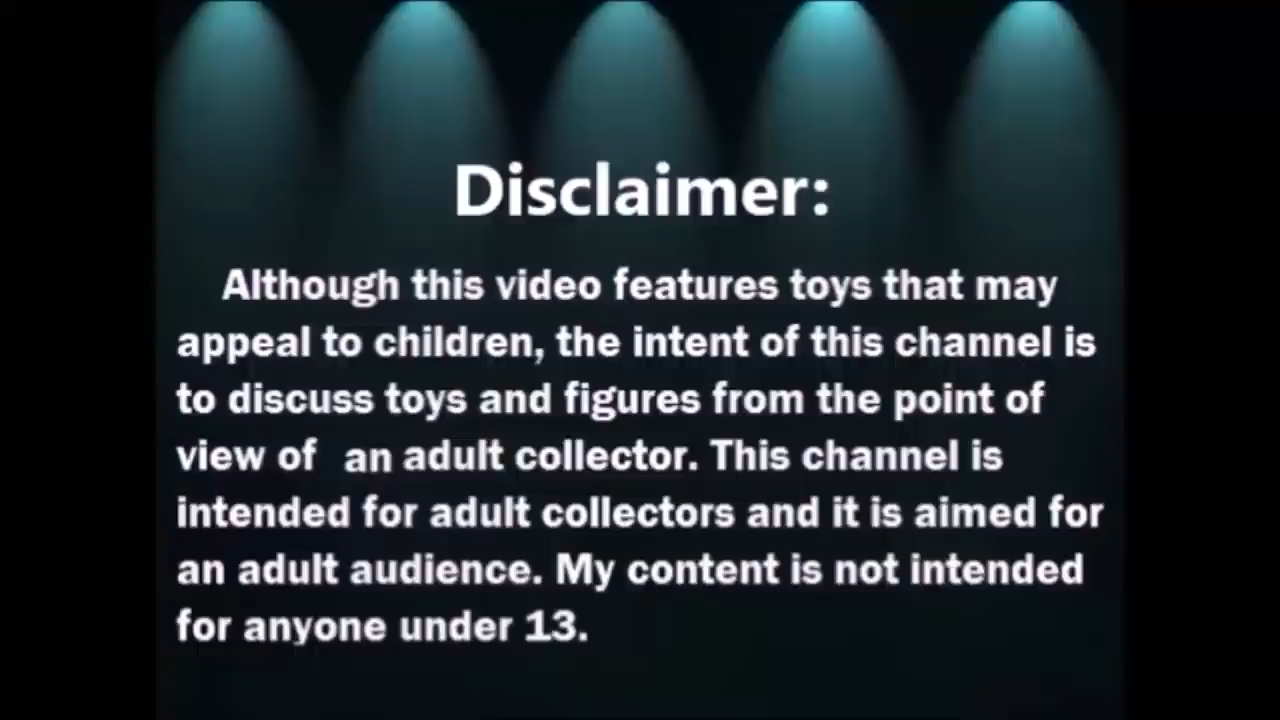 Disclaimer:
Although this video features toys that may
appeal to children, the intent of this channel is
to discuss toys and figures from the point of
view of an adult collector. This channel is
intended for adult collectors and it is aimed for
an adult audience. My content is not intended
for anyone under 13.